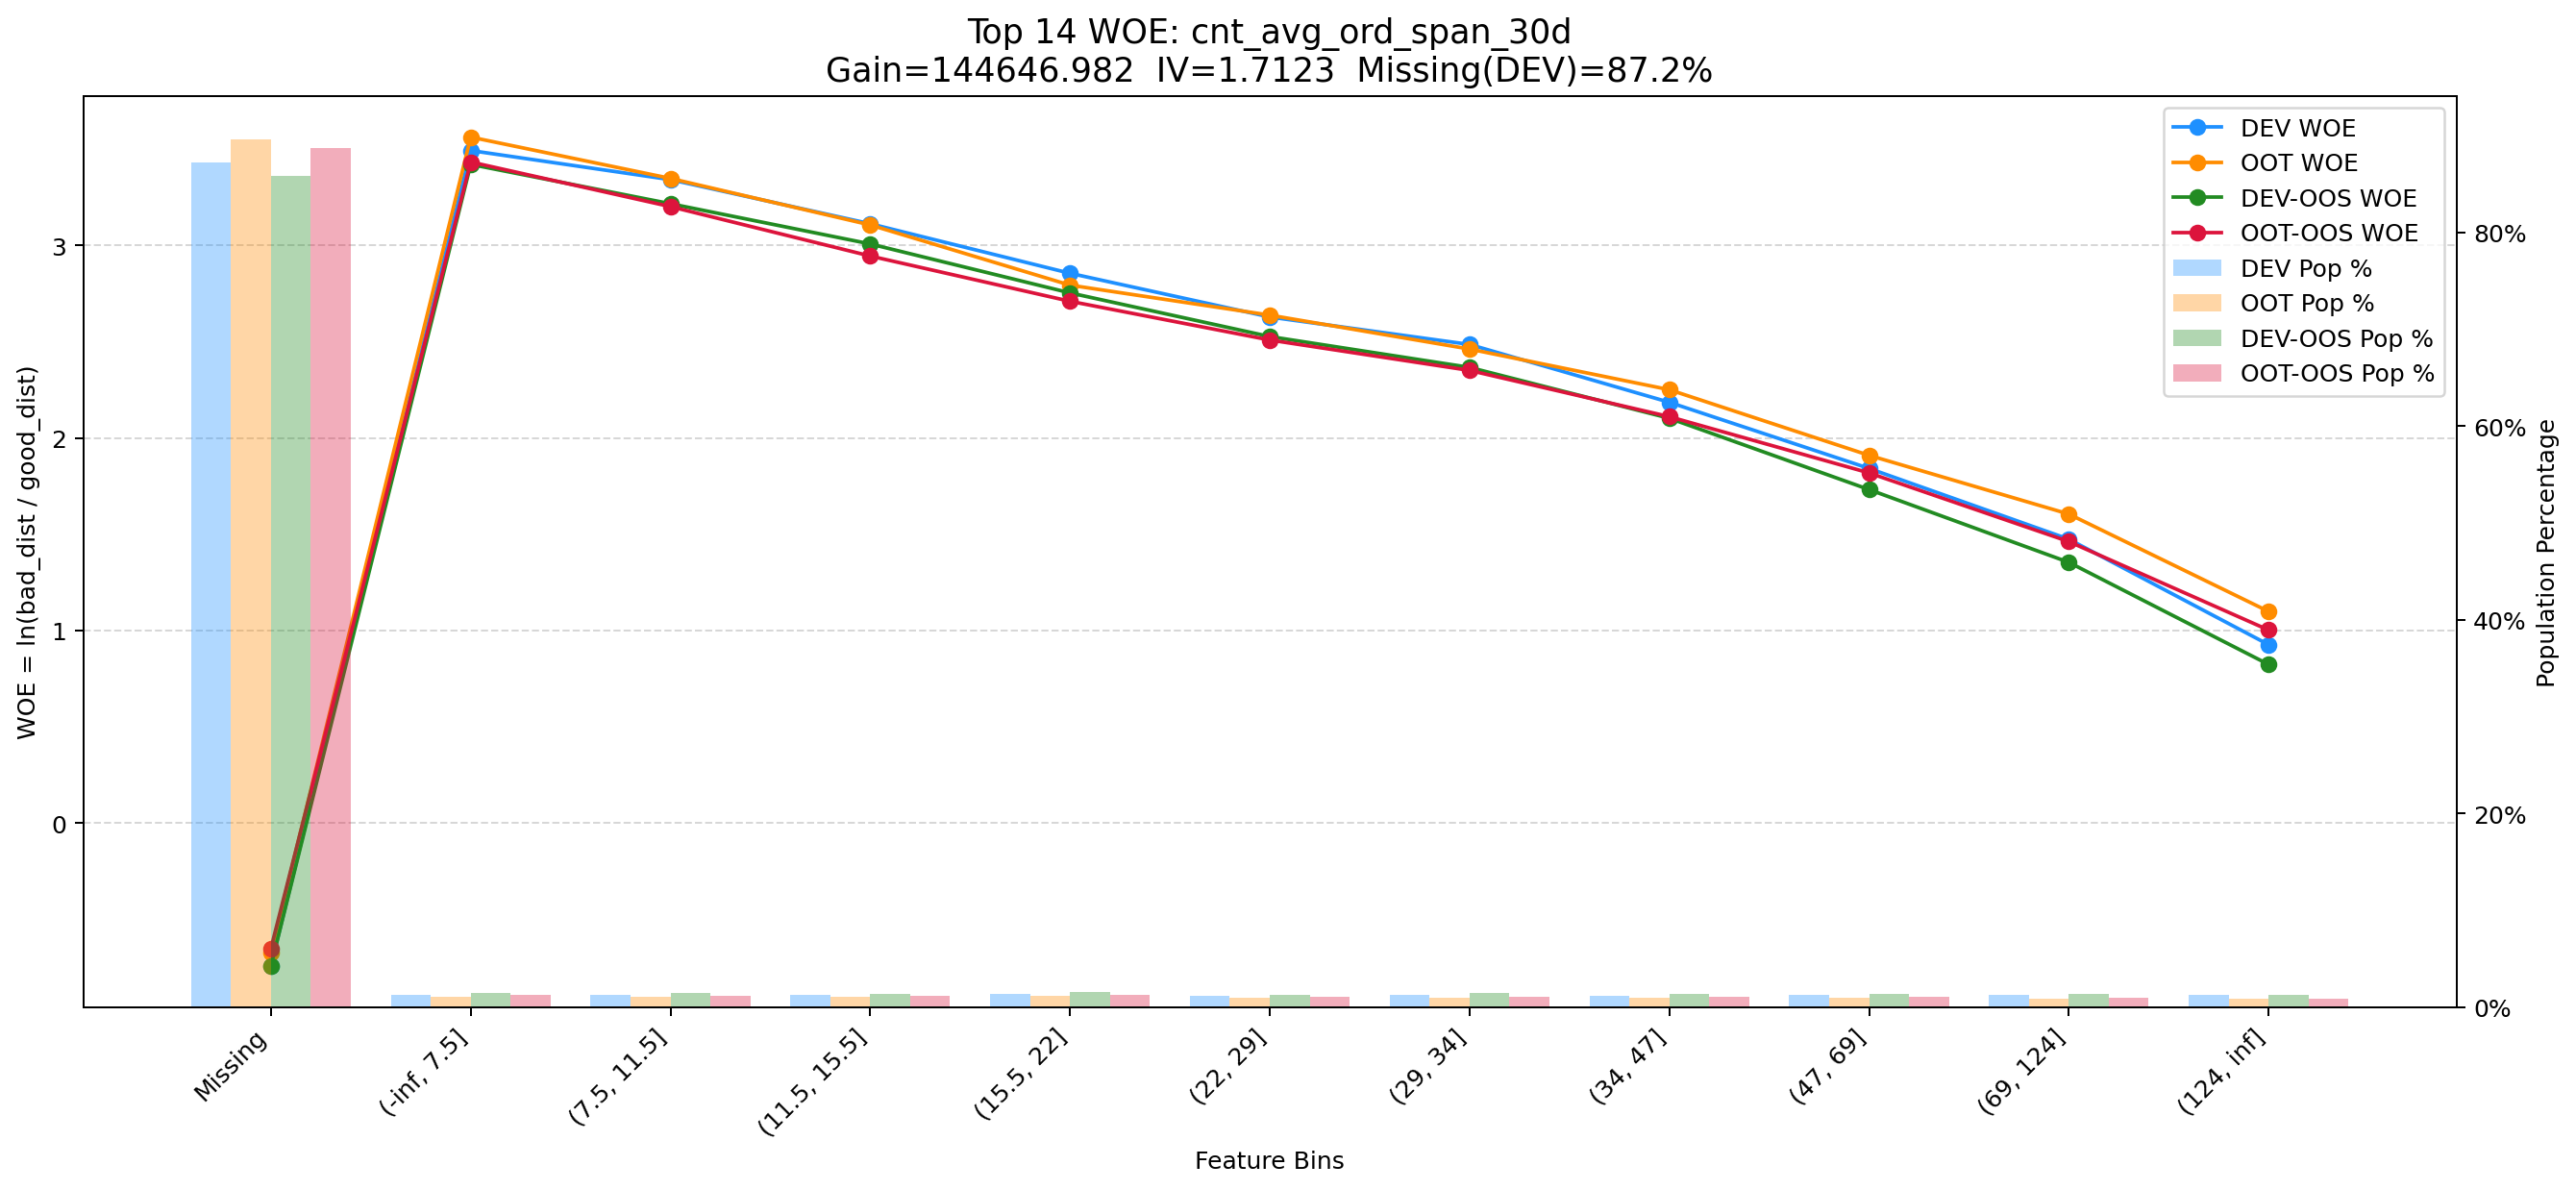 Top 14 WOE: cnt_avg_ord_span_30d
Gain=144646.982  IV=1.7123  Missing(DEV)=87.2%
DEV WOE
OOT WOE
DEV-OOS WOE
OOT-OOS WOE
DEV Pop %
OOT Pop %
DEV-OOS Pop %
OOT-OOS Pop %
WOE = ln(bad_dist / good_dist)
3
2
1
0
80%
60%
40%
20%
0%
Population Percentage
Missing
(-inf, 7.5]
(7.5, 11.5]
(11.5, 15.5]
(15.5, 22]
(22, 29]
(29, 34]
(34, 47]
(47, 69]
(69, 124]
(124, inf]
Feature Bins